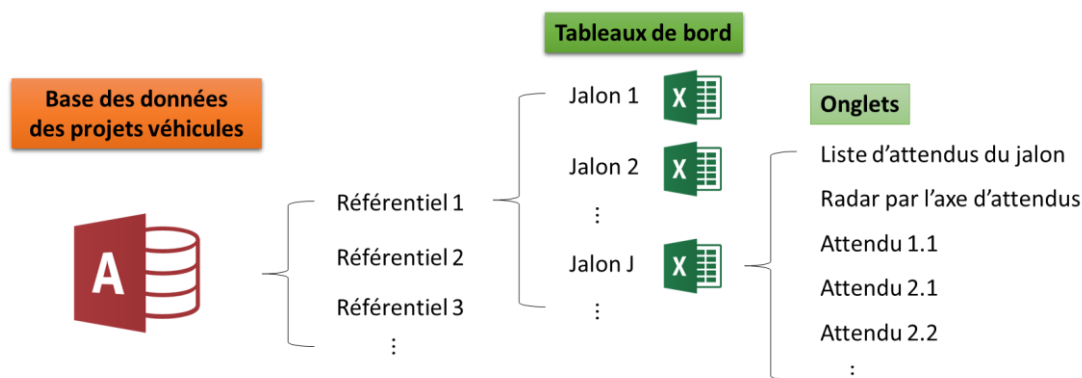 Tableaux de bord
Base des données
des projets véhicules
Jalon 1
X
Onglets
Liste d'attendus du jalon
Jalon 2
X
Radar par l'axe d'attendus
Référentiel 1
⋮
Attendu 1.1
A
Référentiel 2
Jalon J
X
Attendu 2.1
Référentiel 3
⋮
Attendu 2.2
⋮
⋮